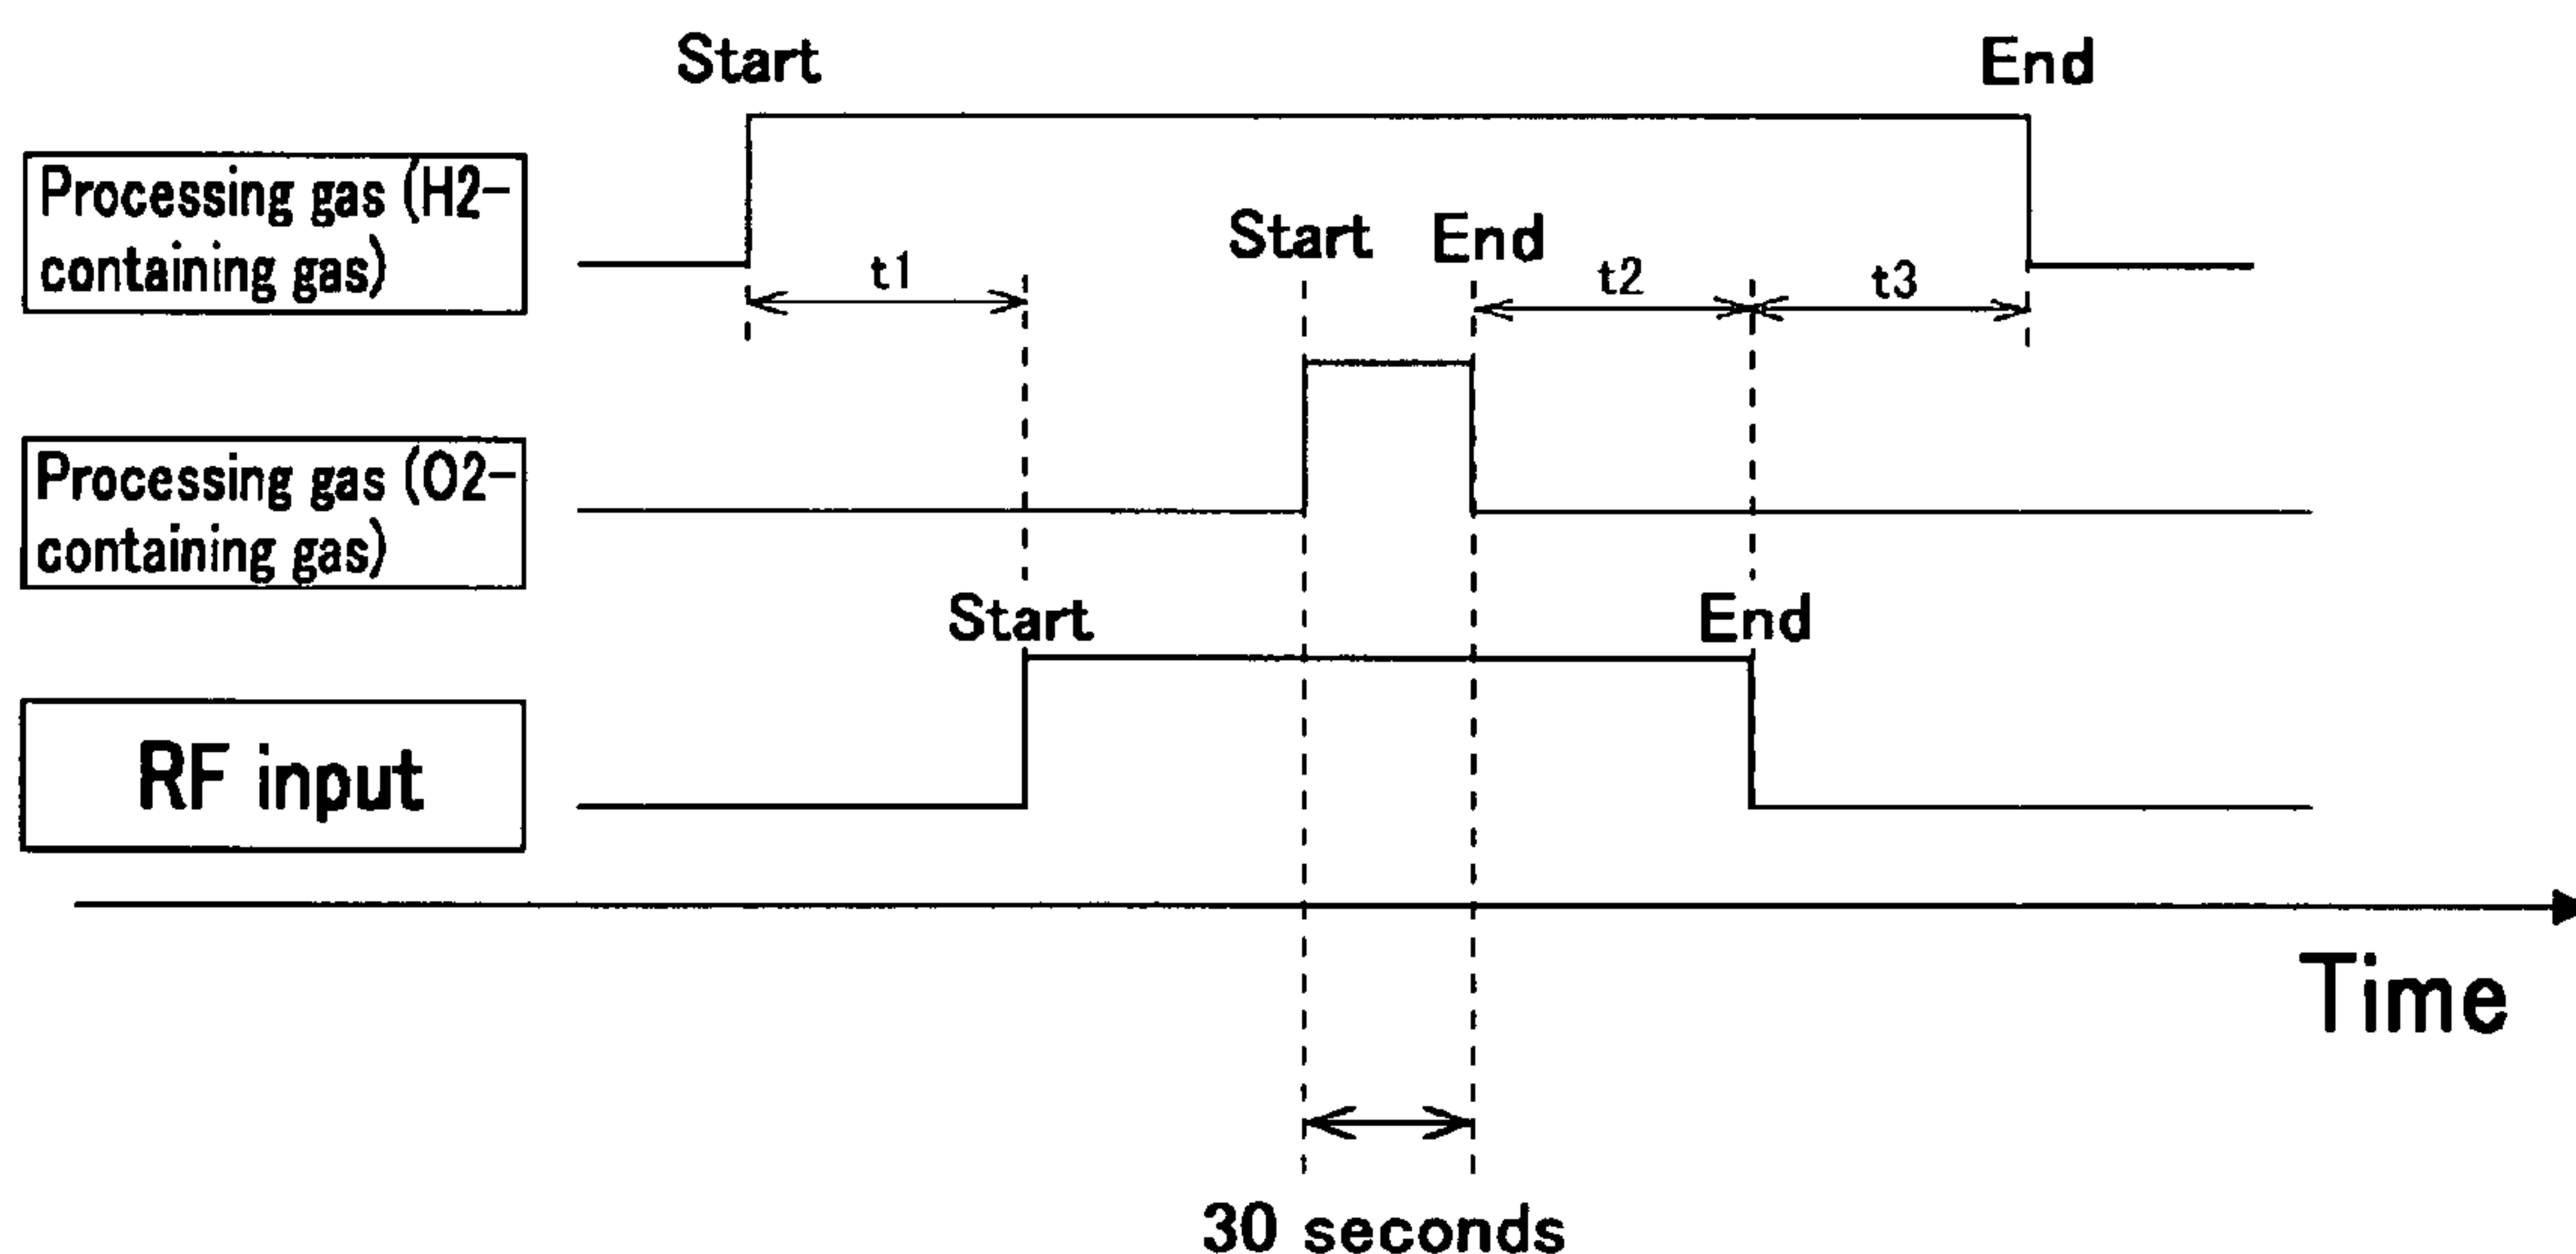 Start
End
Processing gas (H2-
containing gas)
Start
End
t1
t2
t3
Processing gas (O2-
containing gas)
Start
End
RF input
Time
30 seconds